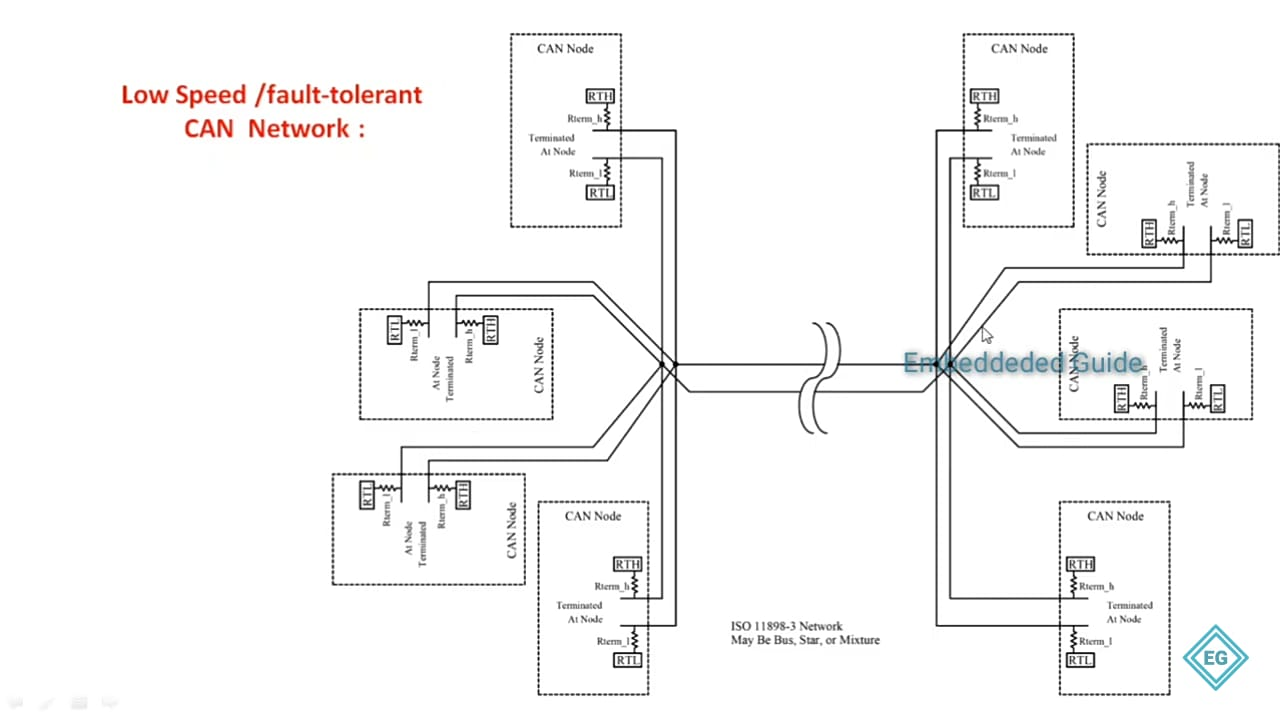 Low Speed /fault-tolerant
CAN Network :
CAN Node
RTH
Rterm_h
Terminated
At Node
Rterm_l
RTL
CAN Node
RTH
Rterm_h
Terminated
At Node
Rterm_l
RTL
CAN Node
RTH
Rterm_h
Terminated
At Node
Rterm_l
RTL
RTL
Rterm_l
At Node
Terminated
Rterm_h
RTH
CAN Node
Embeddeded Guide
CAN Node
RTH
Rterm_h
Terminated
At Node
Rterm_l
RTL
RTL
Rterm_l
At Node
Terminated
Rterm_h
RTH
CAN Node
CAN Node
RTH
Rterm_h
Terminated
At Node
Rterm_l
RTL
ISO 11898-3 Network
May Be Bus, Star, or Mixture
CAN Node
RTH
Rterm_h
Terminated
At Node
Rterm_l
RTL
EG